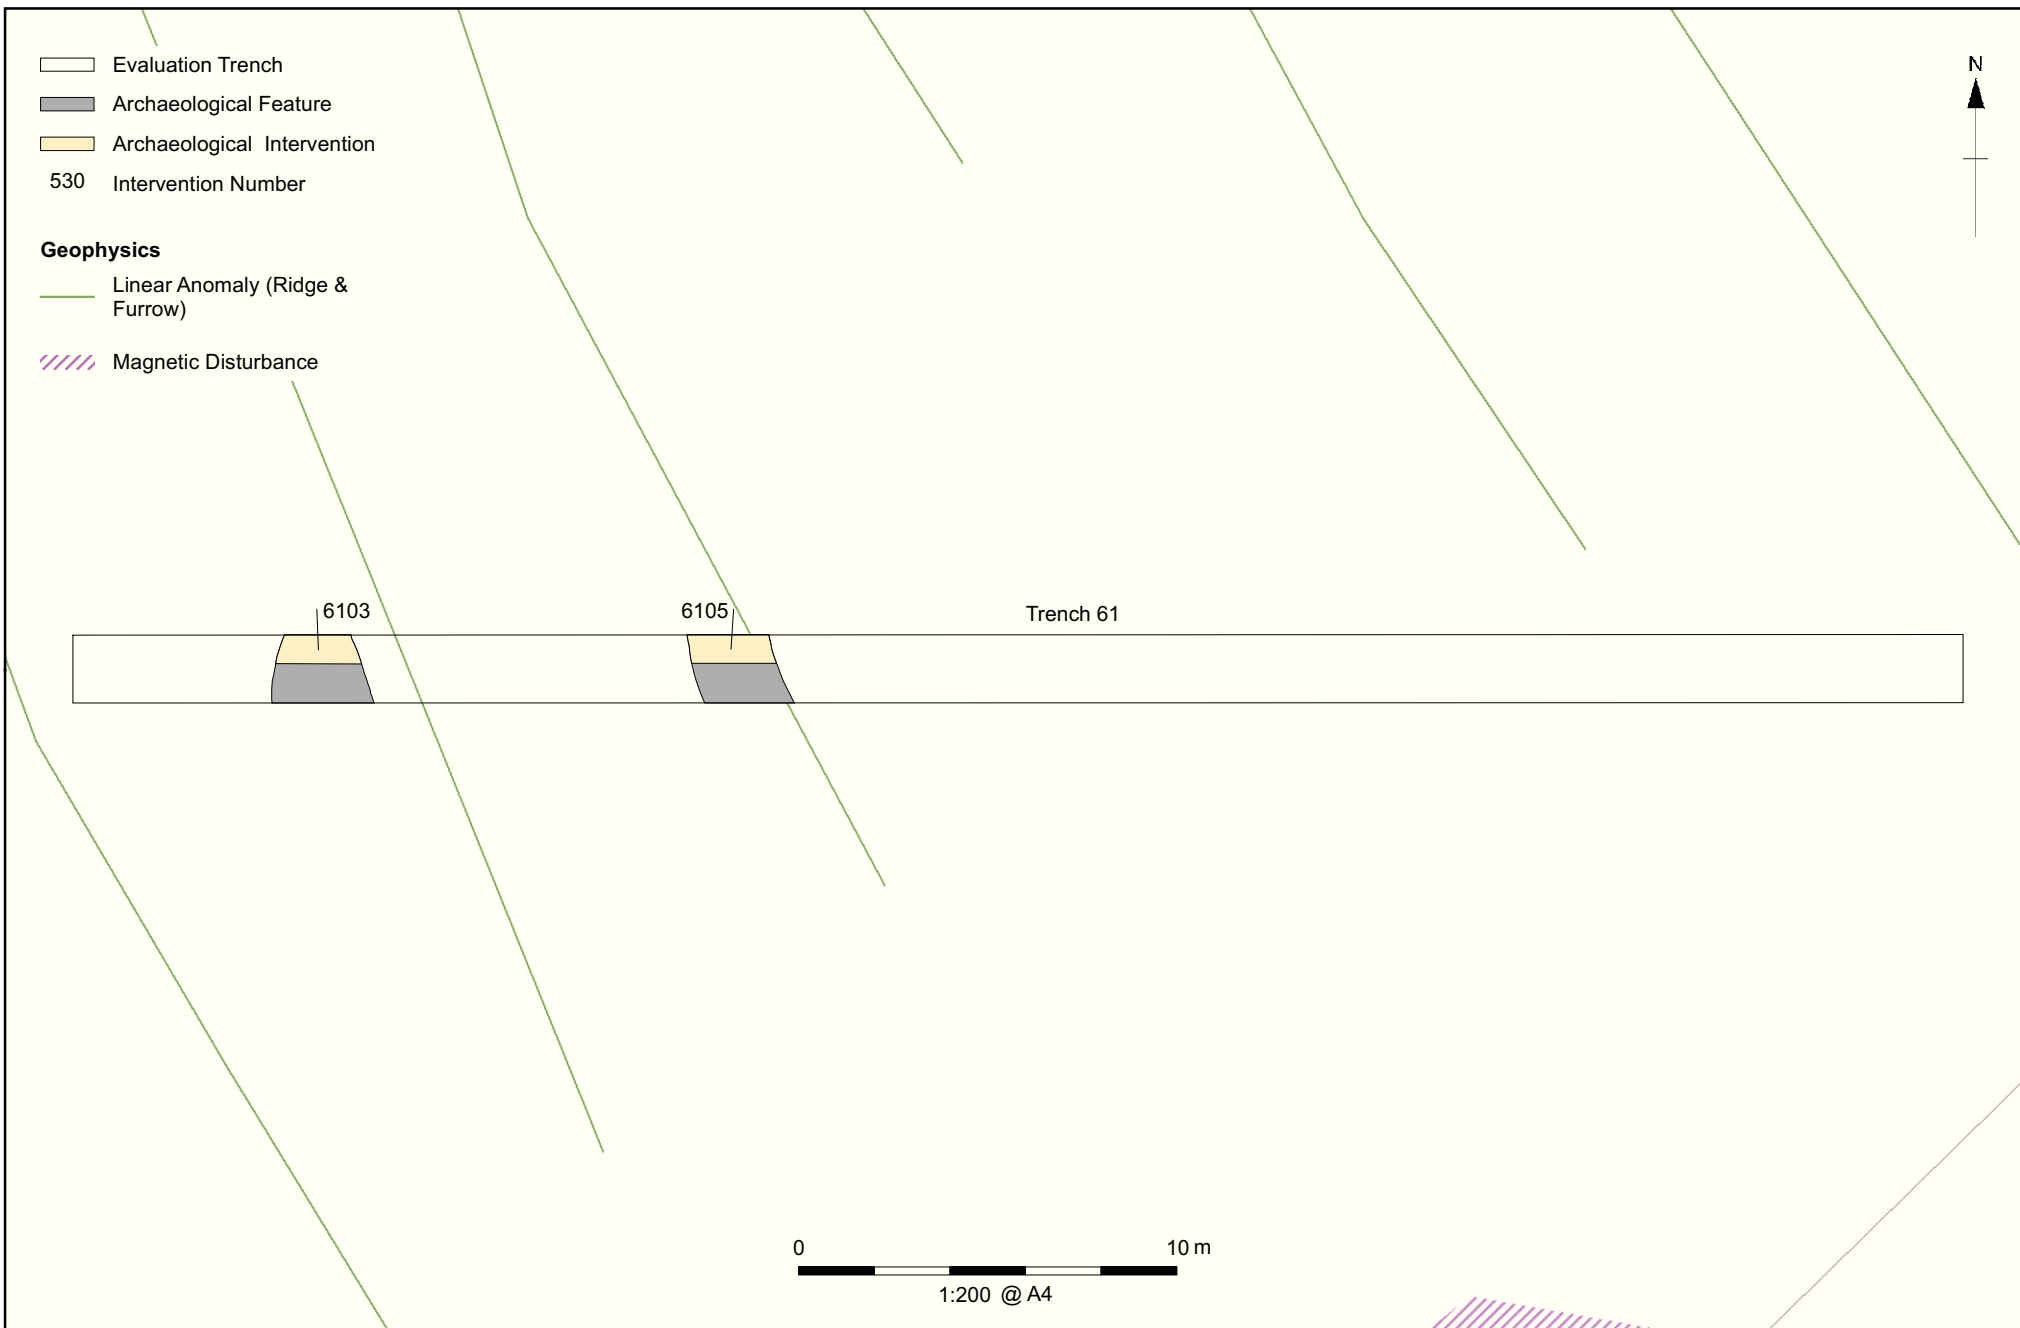 Evaluation Trench
Archaeological Feature
Archaeological Intervention
530 Intervention Number
Geophysics
Linear Anomaly (Ridge &
Furrow)
Magnetic Disturbance
N
6103
6105
Trench 61
0 10 m
1:200 @ A4